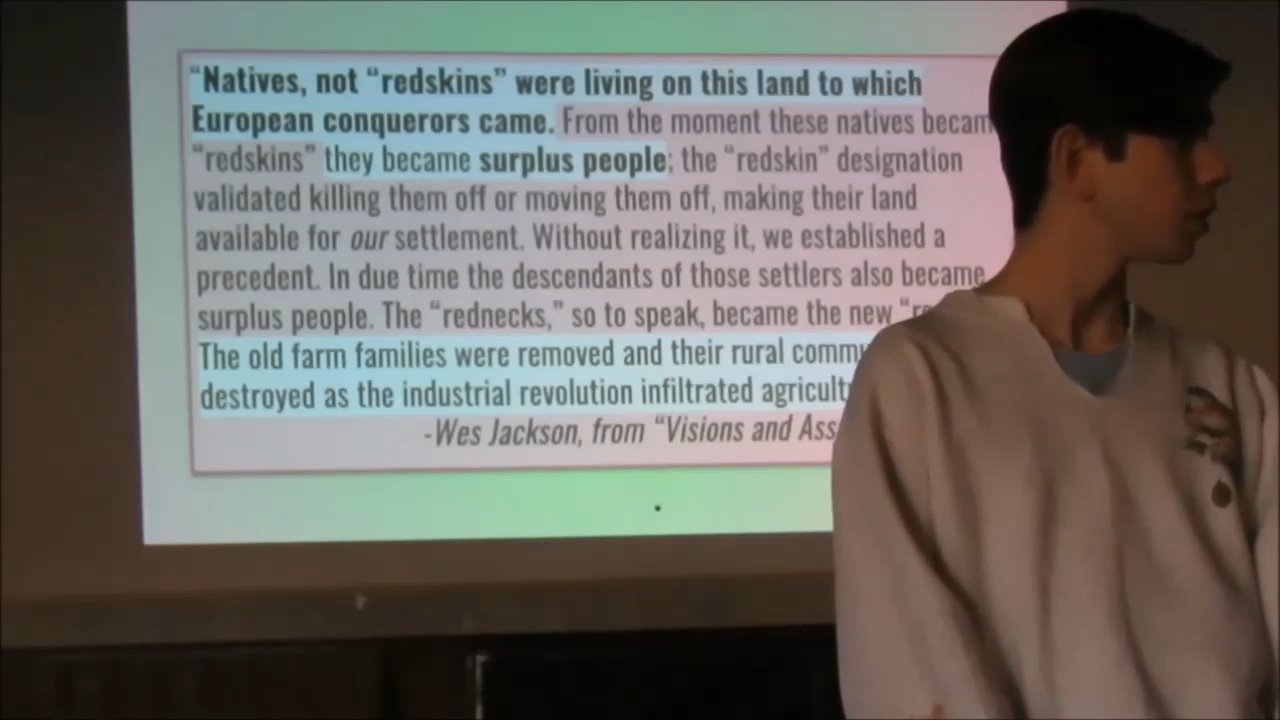 “Natives, not “redskins” were living on this land to which
European conquerors came. From the moment these natives becam
“redskins” they became surplus people; the “redskin” designation
validated killing them off or moving them off, making their land
available for our settlement. Without realizing it, we established a
precedent. In due time the descendants of those settlers also became
surplus people. The “rednecks,” so to speak, became the new “
The old farm families were removed and their rural
destroyed as the industrial revolution infiltrated
-Wes Jackson, from “Visions and